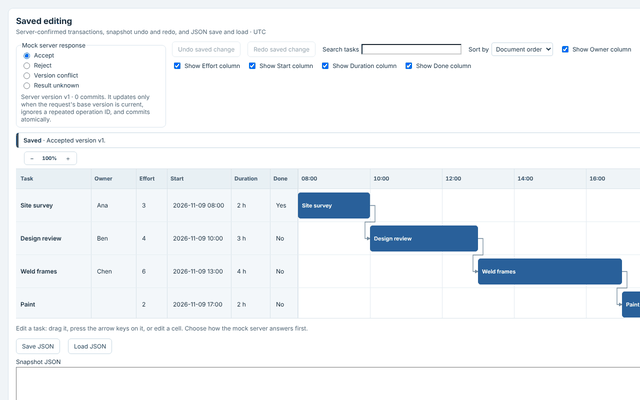 Saved editing
Server-confirmed transactions, snapshot undo and redo, and JSON save and load · UTC
Mock server response
Accept
Reject
Version conflict
Result unknown
Server version v1 · 0 commits. It updates only
when the request's base version is current,
ignores a repeated operation ID, and commits
atomically.
Undo saved change Redo saved change Search tasks Sort by Document order Show Owner column
Show Effort column Show Start column Show Duration column Show Done column
Saved · Accepted version v1.
− 100% +
Task Owner Effort Start Duration Done 08:00 10:00 12:00 14:00 16:00
Site survey Ana 3 2026-11-09 08:00 2 h Yes Site survey
Design review Ben 4 2026-11-09 10:00 3 h No Design review
Weld frames Chen 6 2026-11-09 13:00 4 h No Weld frames
Paint 2 2026-11-09 17:00 2 h No Paint
Edit a task: drag it, press the arrow keys on it, or edit a cell. Choose how the mock server answers first.
Save JSON Load JSON
Snapshot JSON